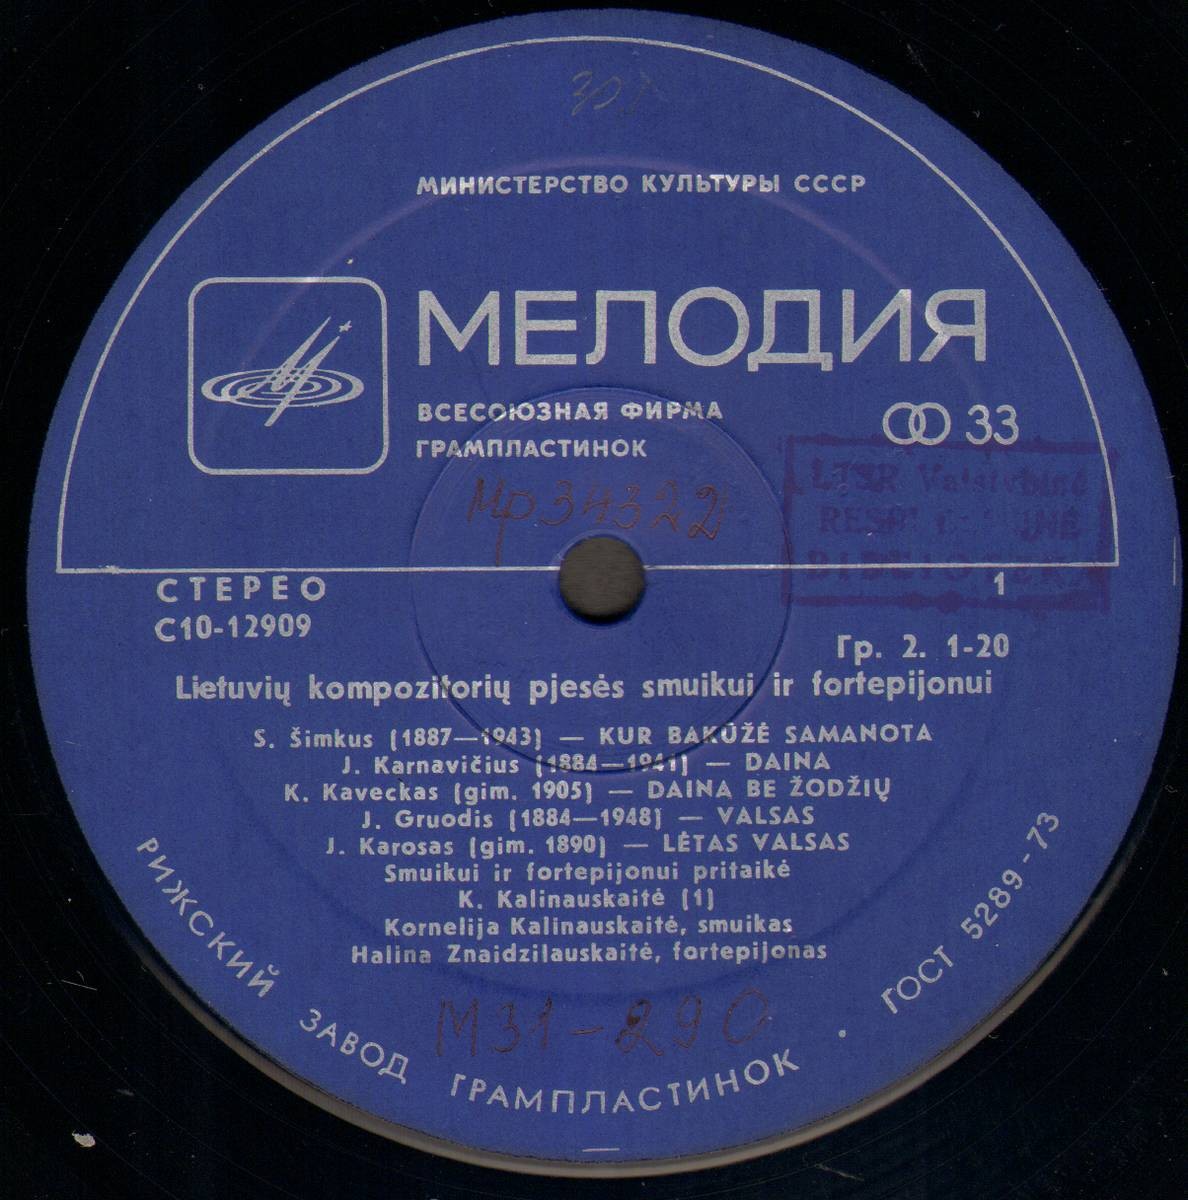 МИНИСТЕРСТВО КУЛЬТУРЫ СССР
МЕЛОДИЯ
ВСЕСОЮЗНАЯ ФИРМА
ГРАМПЛАСТИНОК
33
Мр34322
LTSR Valstybinė
BIBLIOTEKA
СТЕРЕО
1
С10-12909
Гр. 2. 1-20
Lietuvių kompozitorių pjesės smuikui ir fortepijonui
S. Šimkus (1887—1943) — KUR BAKŪŽĖ SAMANOTA
J. Karnavičius (1884—1941) — DAINA
K. Kaveckas (gim. 1905) — DAINA BE ŽODŽIŲ
J. Gruodis (1884—1948) — VALSAS
J. Karosas (gim. 1890) — LĖTAS VALSAS
Smuikui ir fortepijonui pritaikė
K. Kalinauskaitė (1)
Kornelija Kalinauskaitė, smuikas
Halina Znaidzilauskaitė, fortepijonas
М31-290
РИЖСКИЙ ЗАВОД ГРАМПЛАСТИНОК • ГОСТ 5289-73